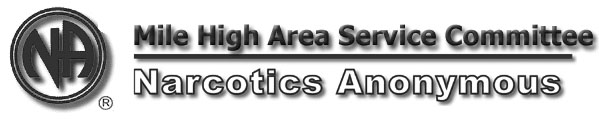 NA Mile High Area Service Committee
® Narcotics Anonymous